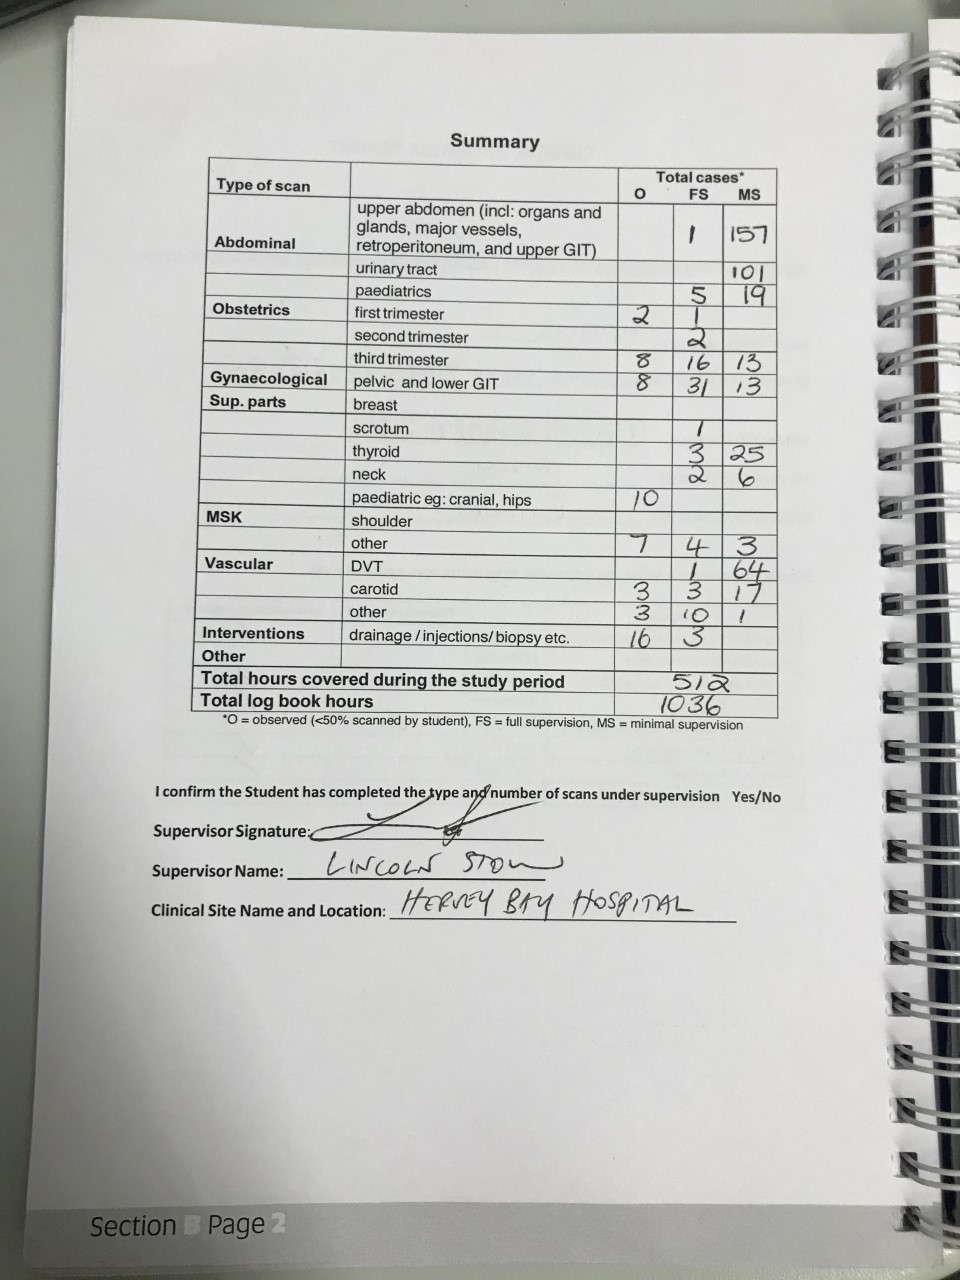 Summary
Type of scan Total cases*
O FS MS
Abdominal upper abdomen (incl: organs and
glands, major vessels,
retroperitoneum, and upper GIT) 1 157
urinary tract 101
paediatrics 5 19
Obstetrics first trimester 2 1
second trimester 2
third trimester 8 16 13
Gynaecological pelvic and lower GIT 8 31 13
Sup. parts breast
scrotum 1
thyroid 3 25
neck 2 6
paediatric eg: cranial, hips 10
MSK shoulder
other 7 4 3
Vascular DVT 1 64
carotid 3 3 17
other 3 10 1
Interventions drainage / injections/ biopsy etc. 16 3
Other
Total hours covered during the study period 512
Total log book hours 1036
*O = observed (<50% scanned by student), FS = full supervision, MS = minimal supervision
I confirm the Student has completed the type and number of scans under supervision Yes/No
Supervisor Signature:
Supervisor Name: LINCOLN STOW
Clinical Site Name and Location: HERVEY BAY HOSPITAL
Section B Page 2